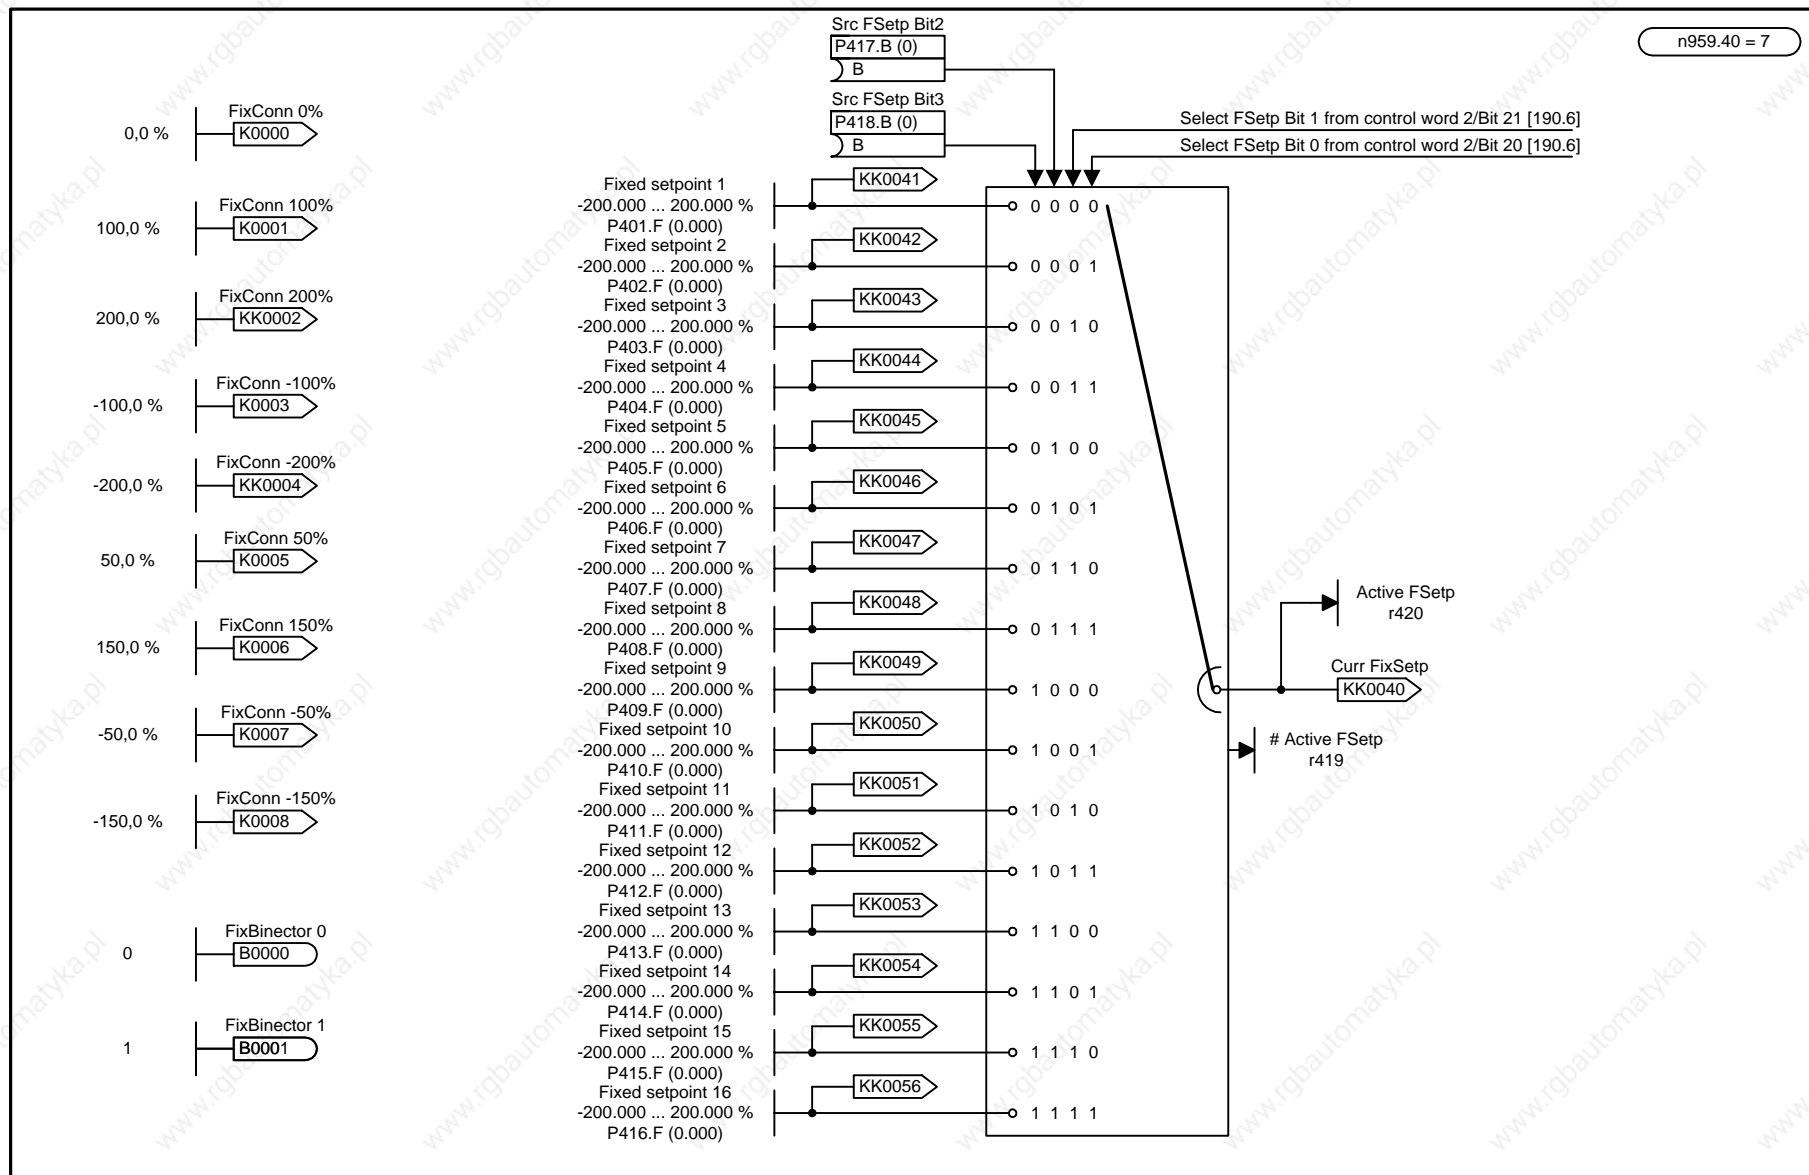 n959.40 = 7
Src FSetp Bit2
P417.B (0)
B
Src FSetp Bit3
P418.B (0)
B
Select FSetp Bit 1 from control word 2/Bit 21 [190.6]
Select FSetp Bit 0 from control word 2/Bit 20 [190.6]
FixConn 0%
0,0 % K0000
FixConn 100%
100,0 % K0001
FixConn 200%
200,0 % KK0002
FixConn -100%
-100,0 % K0003
FixConn -200%
-200,0 % KK0004
FixConn 50%
50,0 % K0005
FixConn 150%
150,0 % K0006
FixConn -50%
-50,0 % K0007
FixConn -150%
-150,0 % K0008
FixBinector 0
0 B0000
FixBinector 1
1 B0001
Fixed setpoint 1 KK0041
-200.000 ... 200.000 % 0 0 0 0
P401.F (0.000)
Fixed setpoint 2 KK0042
-200.000 ... 200.000 % 0 0 0 1
P402.F (0.000)
Fixed setpoint 3 KK0043
-200.000 ... 200.000 % 0 0 1 0
P403.F (0.000)
Fixed setpoint 4 KK0044
-200.000 ... 200.000 % 0 0 1 1
P404.F (0.000)
Fixed setpoint 5 KK0045
-200.000 ... 200.000 % 0 1 0 0
P405.F (0.000)
Fixed setpoint 6 KK0046
-200.000 ... 200.000 % 0 1 0 1
P406.F (0.000)
Fixed setpoint 7 KK0047
-200.000 ... 200.000 % 0 1 1 0
P407.F (0.000)
Fixed setpoint 8 KK0048
-200.000 ... 200.000 % 0 1 1 1
P408.F (0.000)
Fixed setpoint 9 KK0049
-200.000 ... 200.000 % 1 0 0 0
P409.F (0.000)
Fixed setpoint 10 KK0050
-200.000 ... 200.000 % 1 0 0 1
P410.F (0.000)
Fixed setpoint 11 KK0051
-200.000 ... 200.000 % 1 0 1 0
P411.F (0.000)
Fixed setpoint 12 KK0052
-200.000 ... 200.000 % 1 0 1 1
P412.F (0.000)
Fixed setpoint 13 KK0053
-200.000 ... 200.000 % 1 1 0 0
P413.F (0.000)
Fixed setpoint 14 KK0054
-200.000 ... 200.000 % 1 1 0 1
P414.F (0.000)
Fixed setpoint 15 KK0055
-200.000 ... 200.000 % 1 1 1 0
P415.F (0.000)
Fixed setpoint 16 KK0056
-200.000 ... 200.000 % 1 1 1 1
P416.F (0.000)
Active FSetp
r420
Curr FixSetp
KK0040
# Active FSetp
r419
www.rgbautomatyka.pl